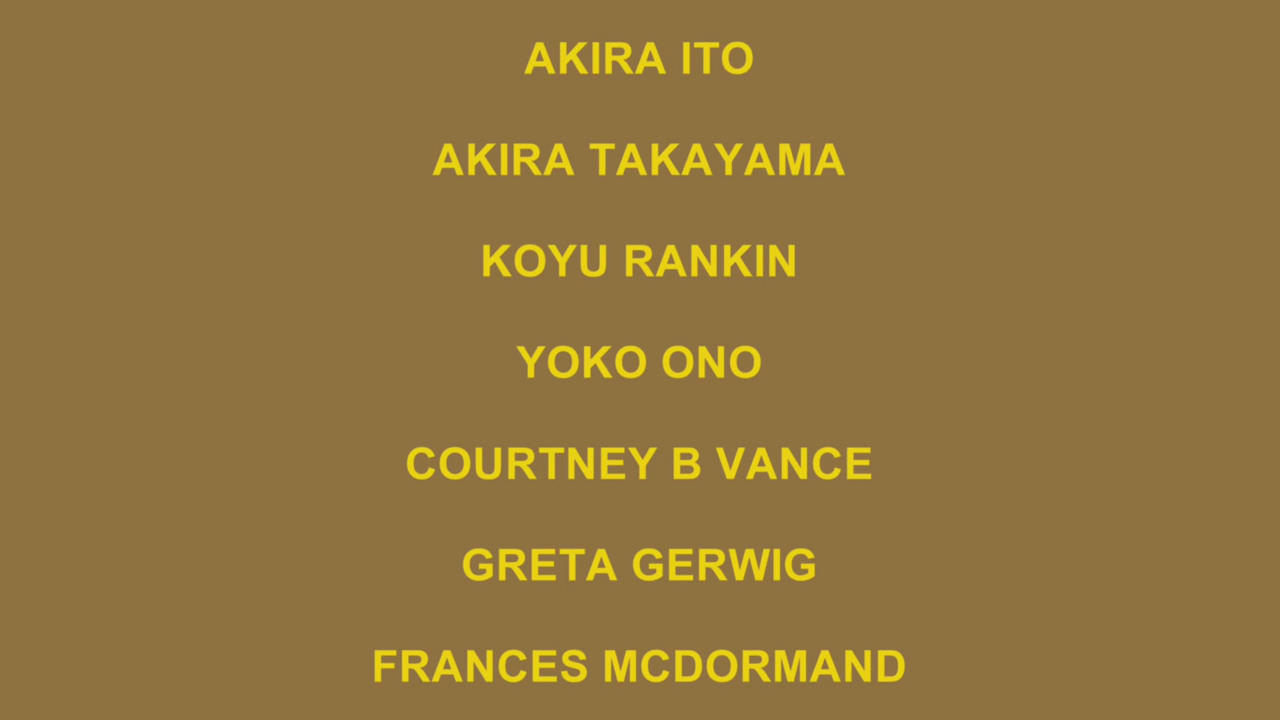 AKIRA ITO
AKIRA TAKAYAMA
KOYU RANKIN
YOKO ONO
COURTNEY B VANCE
GRETA GERWIG
FRANCES MCDORMAND